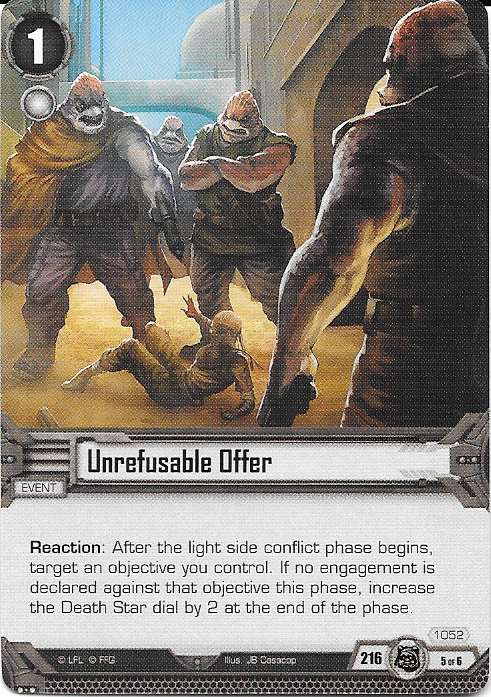 1
Unrefusable Offer
EVENT
Reaction: After the light side conflict phase begins,
target an objective you control. If no engagement is
declared against that objective this phase, increase
the Death Star dial by 2 at the end of the phase.
1052
© LFL © FFG
Illus. JB Casacop
216
5 OF 6